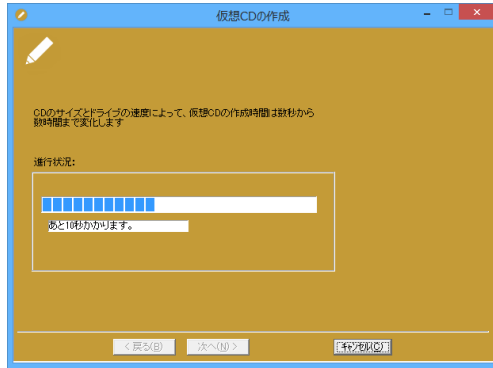 仮想CDの作成
CDのサイズとドライブの速度によって、仮想CDの作成時間は数秒から
数時間まで変化します
進行状況:
あと10秒かかります。
< 戻る(B)
次へ(N) >
キャンセル(C)